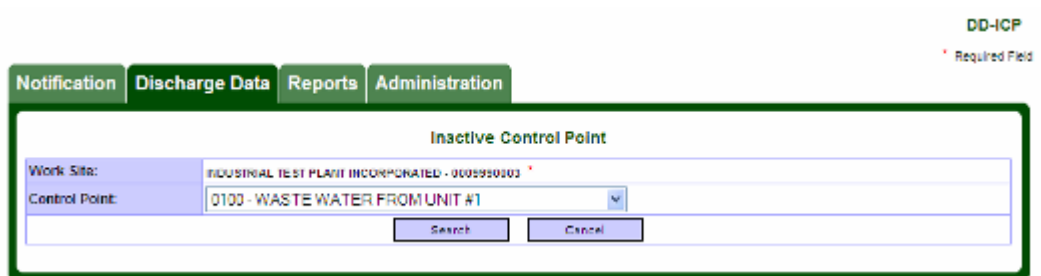 DD-ICP
* Required Field
Notification Discharge Data Reports Administration
Inactive Control Point
Work Site: INDUSTRIAL TEST PLANT INCORPORATED - 0005990003 *
Control Point: 0100 - WASTE WATER FROM UNIT #1
Search Cancel